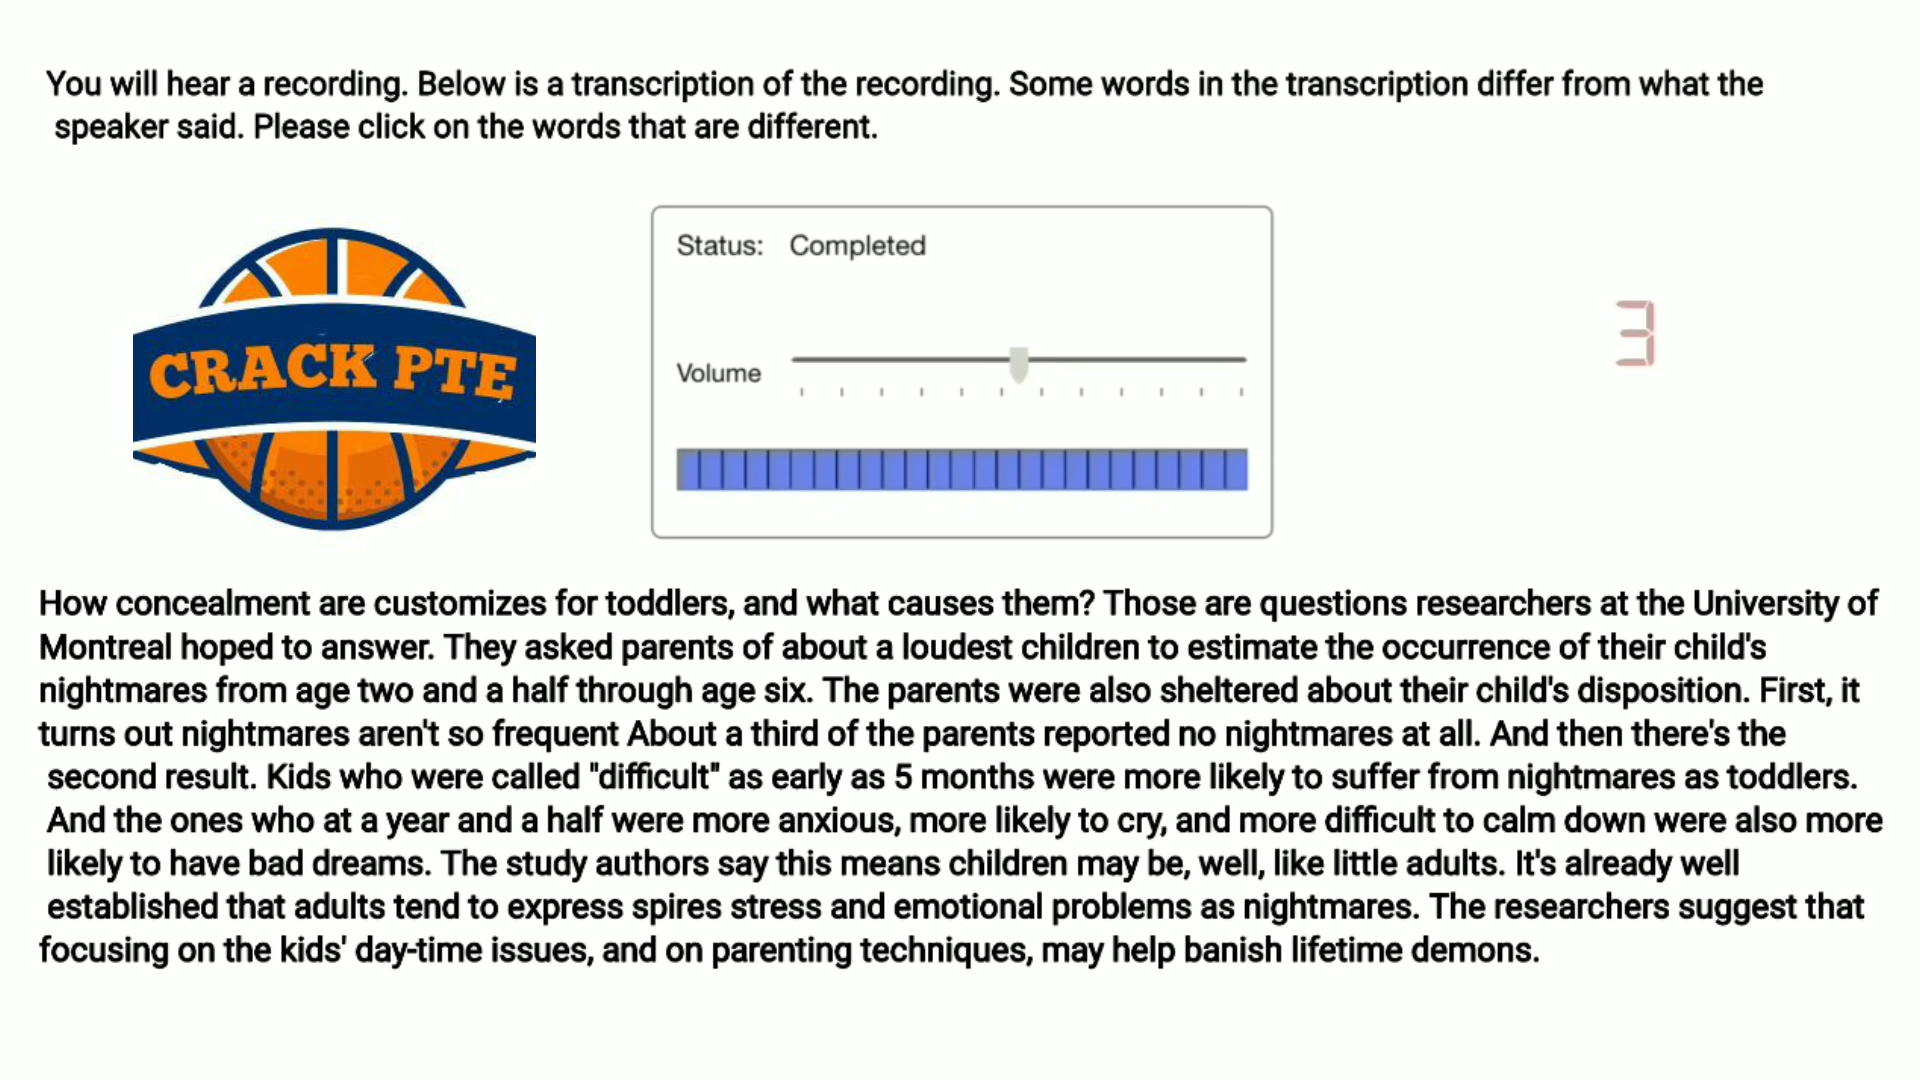 You will hear a recording. Below is a transcription of the recording. Some words in the transcription differ from what the
speaker said. Please click on the words that are different.
CRACK PTE
Status: Completed
Volume
3
How concealment are customizes for toddlers, and what causes them? Those are questions researchers at the University of
Montreal hoped to answer. They asked parents of about a loudest children to estimate the occurrence of their child's
nightmares from age two and a half through age six. The parents were also sheltered about their child's disposition. First, it
turns out nightmares aren't so frequent About a third of the parents reported no nightmares at all. And then there's the
second result. Kids who were called "difficult" as early as 5 months were more likely to suffer from nightmares as toddlers.
And the ones who at a year and a half were more anxious, more likely to cry, and more difficult to calm down were also more
likely to have bad dreams. The study authors say this means children may be, well, like little adults. It's already well
established that adults tend to express spires stress and emotional problems as nightmares. The researchers suggest that
focusing on the kids' day-time issues, and on parenting techniques, may help banish lifetime demons.